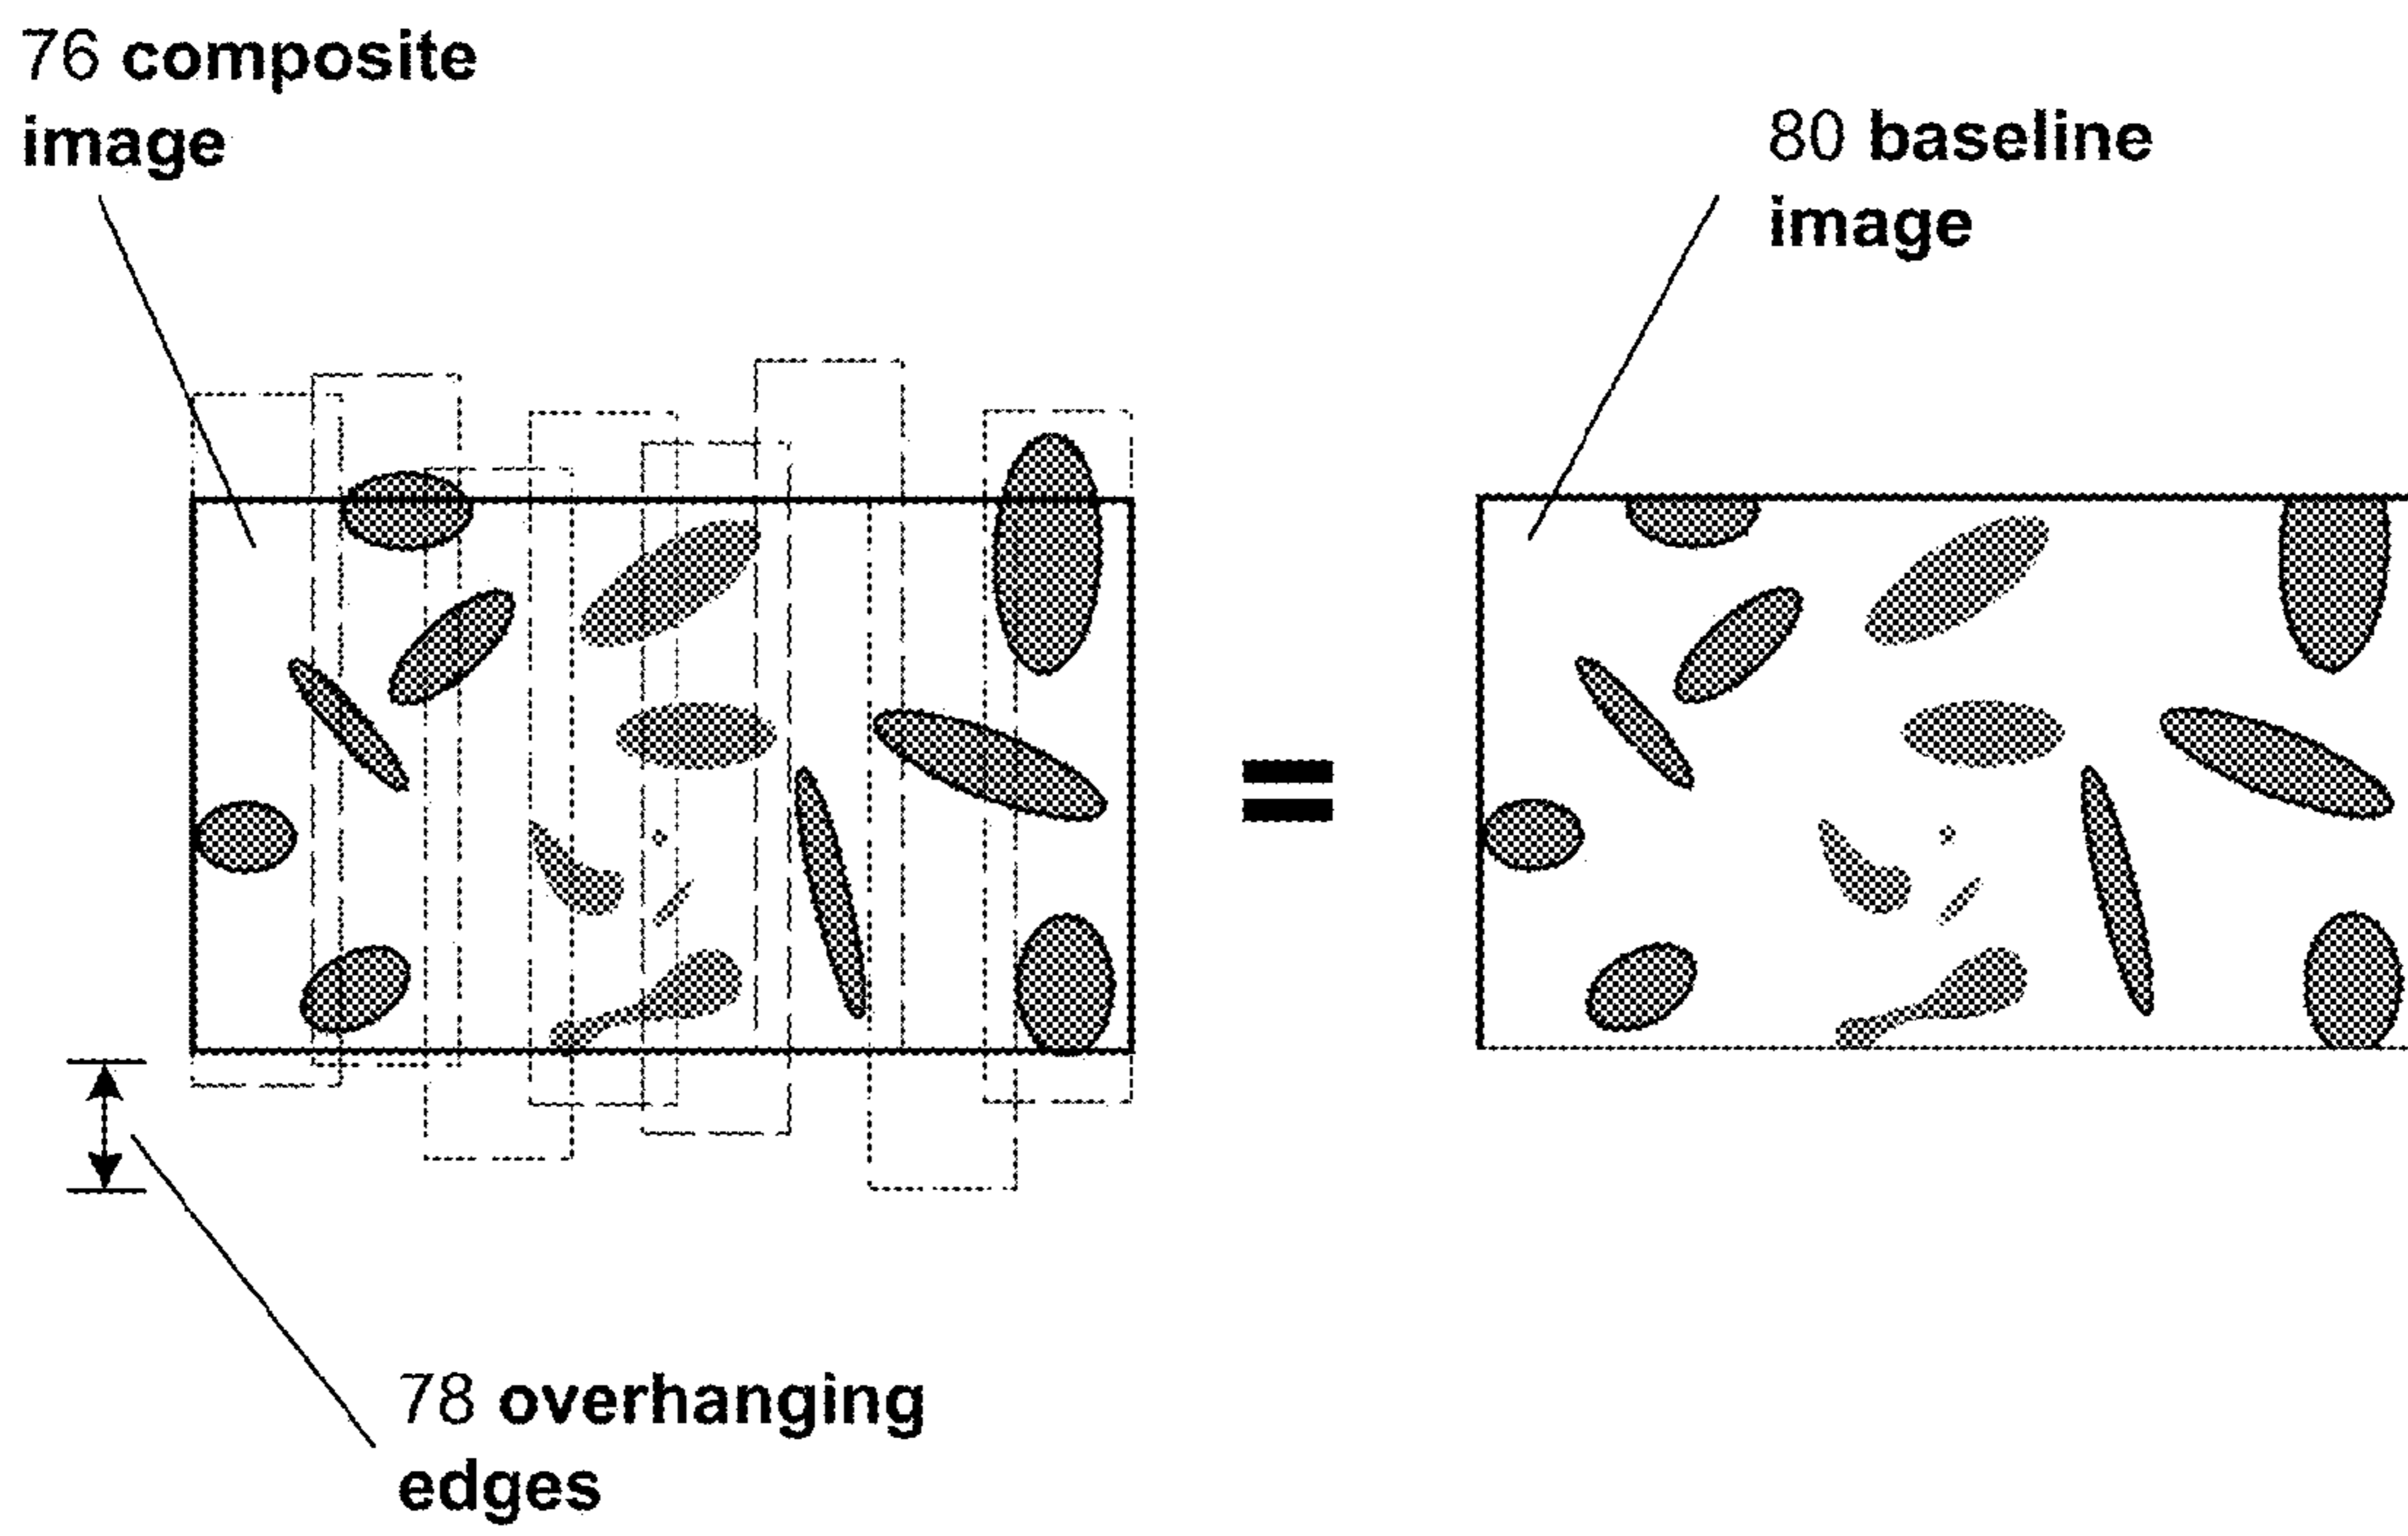 76 composite
image
80 baseline
image
=
78 overhanging
edges